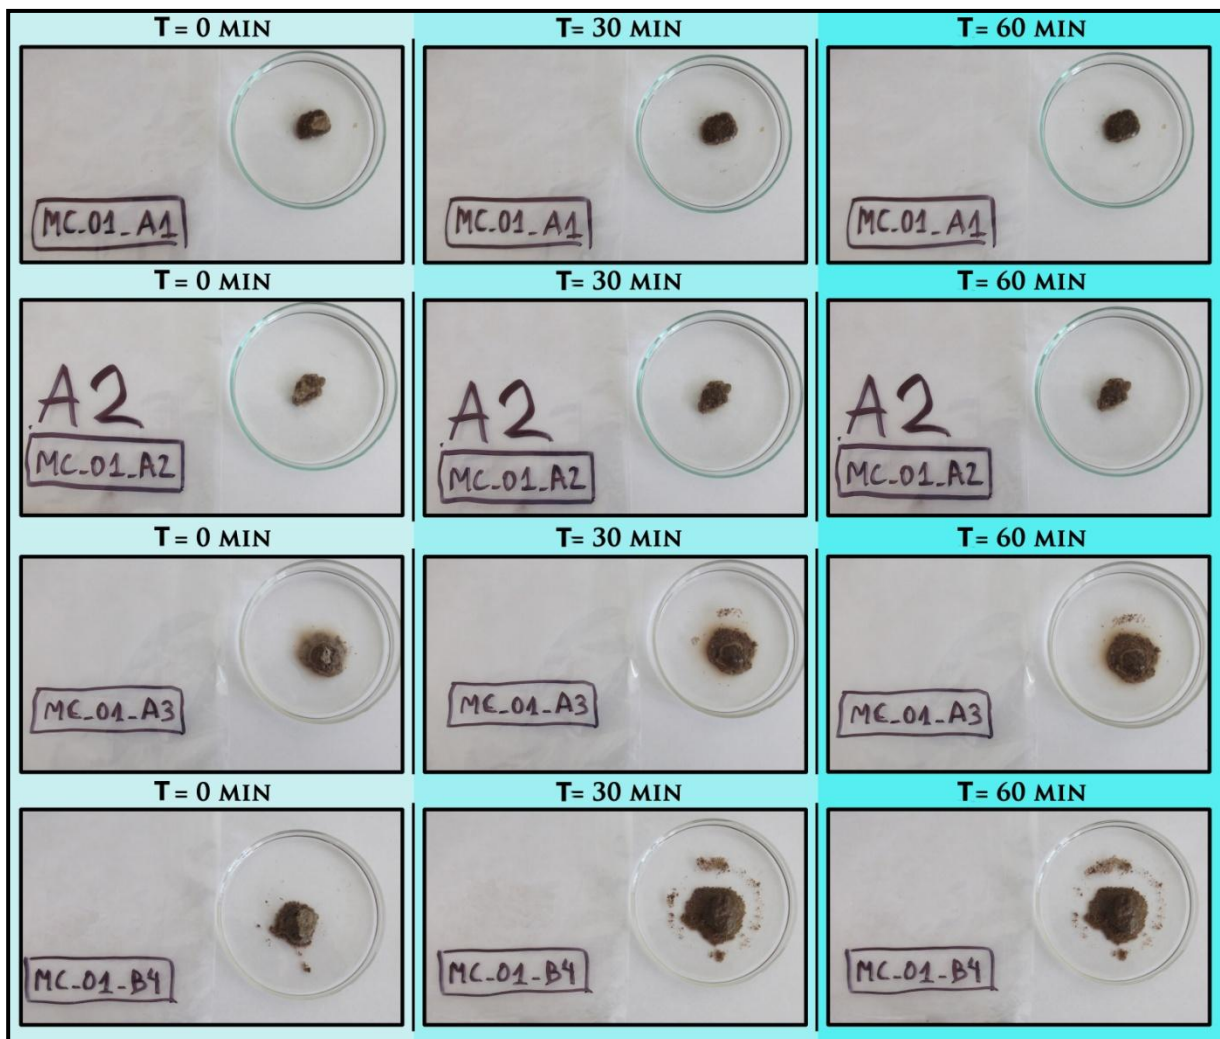 T= 0 MIN
T= 30 MIN
T= 60 MIN
MC_01_A1
MC_01_A1
MC_01_A1
T= 0 MIN
T= 30 MIN
T= 60 MIN
A2
MC_01_A2
A2
MC_01_A2
A2
MC_01_A2
T= 0 MIN
T= 30 MIN
T= 60 MIN
MC_01_A3
MC_01_A3
MC_01_A3
T= 0 MIN
T= 30 MIN
T= 60 MIN
MC_01_B4
MC_01_B4
MC_01_B4